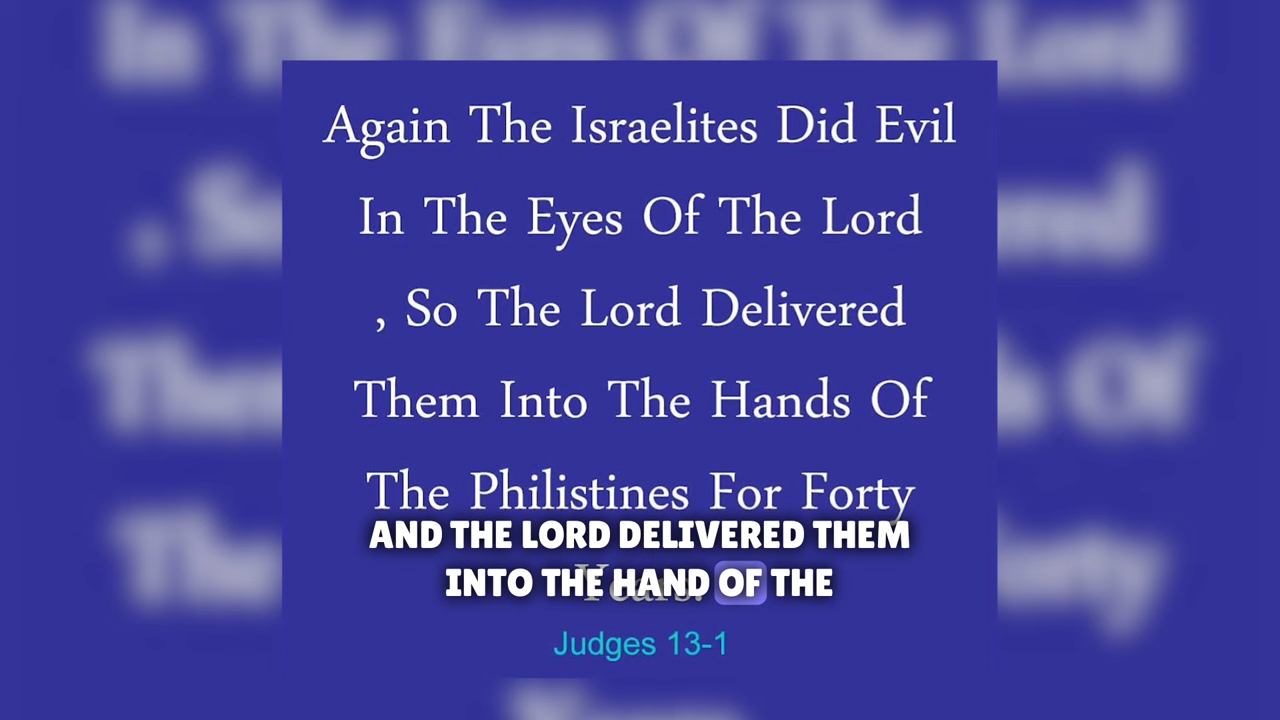 Again The Israelites Did Evil
In The Eyes Of The Lord
, So The Lord Delivered
Them Into The Hands Of
The Philistines For Forty
Years.
AND THE LORD DELIVERED THEM
INTO THE HAND OF THE
Judges 13-1